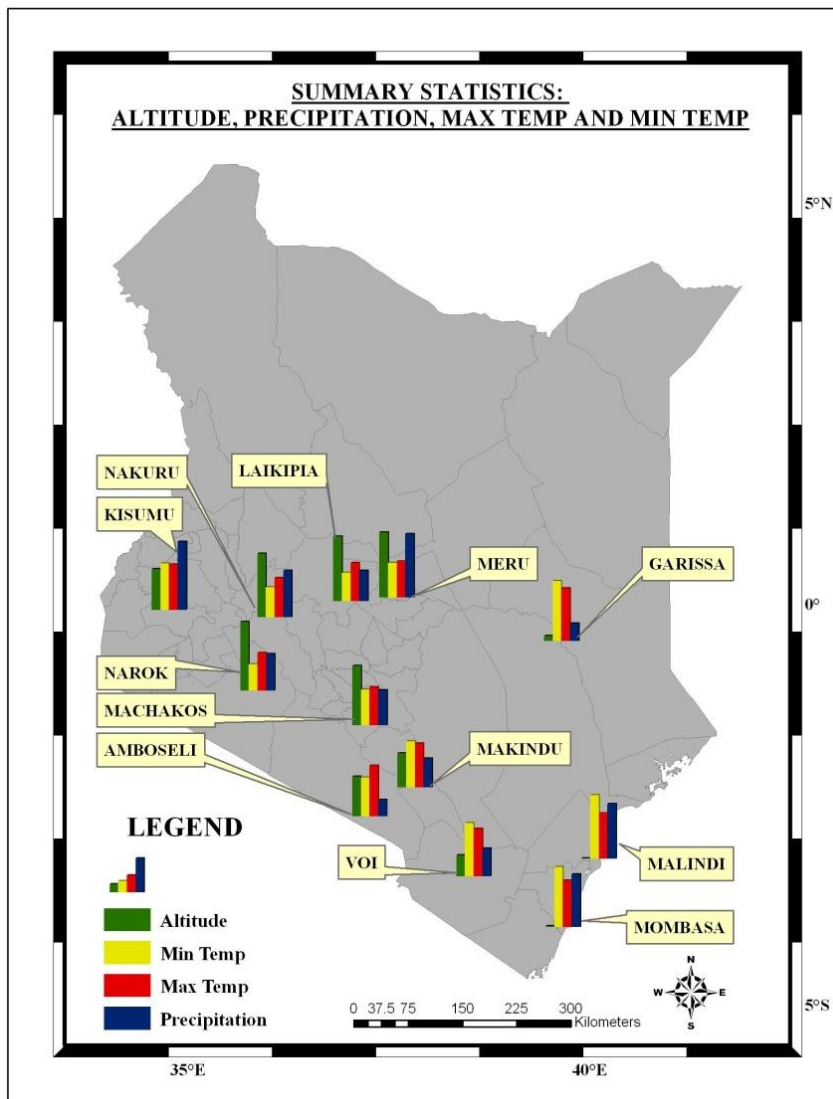 SUMMARY STATISTICS:
ALTITUDE, PRECIPITATION, MAX TEMP AND MIN TEMP
5°N
LAIKIPIA
NAKURU
KISUMU
MERU
GARISSA
0°
NAROK
MACHAKOS
AMBOSELI
MAKINDU
LEGEND
VOI
MALINDI
MOMBASA
Altitude
Min Temp
Max Temp
Precipitation
N
W E
S
0 37.5 75 150 225 300
Kilometers
5°S
35°E 40°E